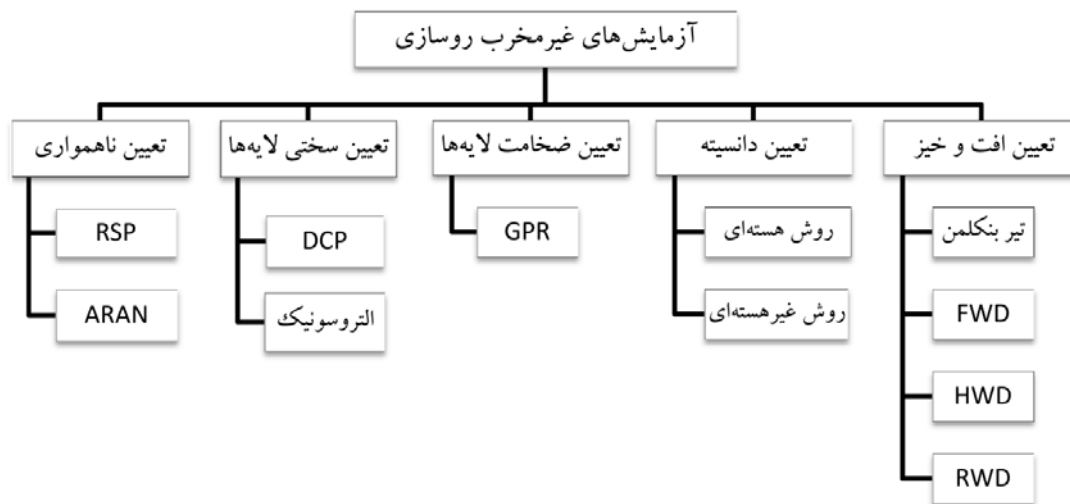 آزمایش‌های غیرمخرب روسازی
تعیین افت و خیز
تیر بنکلمن
FWD
HWD
RWD
تعیین دانسیته
روش هسته‌ای
روش غیرهسته‌ای
تعیین ضخامت لایه‌ها
GPR
تعیین سختی لایه‌ها
DCP
التروسونیک
تعیین ناهمواری
RSP
ARAN